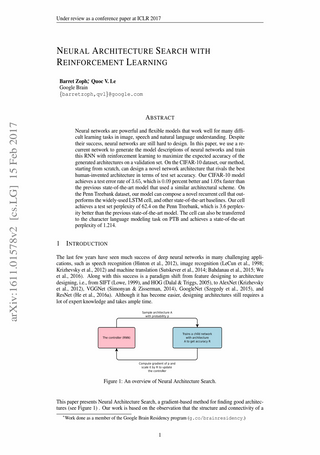 Under review as a conference paper at ICLR 2017
NEURAL ARCHITECTURE SEARCH WITH
REINFORCEMENT LEARNING
Barret Zoph,* Quoc V. Le
Google Brain
{barretzoph,qvl}@google.com
ABSTRACT
Neural networks are powerful and flexible models that work well for many diffi-
cult learning tasks in image, speech and natural language understanding. Despite
their success, neural networks are still hard to design. In this paper, we use a re-
current network to generate the model descriptions of neural networks and train
this RNN with reinforcement learning to maximize the expected accuracy of the
generated architectures on a validation set. On the CIFAR-10 dataset, our method,
starting from scratch, can design a novel network architecture that rivals the best
human-invented architecture in terms of test set accuracy. Our CIFAR-10 model
achieves a test error rate of 3.65, which is 0.09 percent better and 1.05x faster than
the previous state-of-the-art model that used a similar architectural scheme. On
the Penn Treebank dataset, our model can compose a novel recurrent cell that out-
performs the widely-used LSTM cell, and other state-of-the-art baselines. Our cell
achieves a test set perplexity of 62.4 on the Penn Treebank, which is 3.6 perplex-
ity better than the previous state-of-the-art model. The cell can also be transferred
to the character language modeling task on PTB and achieves a state-of-the-art
perplexity of 1.214.
1 INTRODUCTION
The last few years have seen much success of deep neural networks in many challenging appli-
cations, such as speech recognition (Hinton et al., 2012), image recognition (LeCun et al., 1998;
Krizhevsky et al., 2012) and machine translation (Sutskever et al., 2014; Bahdanau et al., 2015; Wu
et al., 2016). Along with this success is a paradigm shift from feature designing to architecture
designing, i.e., from SIFT (Lowe, 1999), and HOG (Dalal & Triggs, 2005), to AlexNet (Krizhevsky
et al., 2012), VGGNet (Simonyan & Zisserman, 2014), GoogleNet (Szegedy et al., 2015), and
ResNet (He et al., 2016a). Although it has become easier, designing architectures still requires a
lot of expert knowledge and takes ample time.
Sample architecture A
with probability p
The controller (RNN)
Trains a child network
with architecture
A to get accuracy R
Compute gradient of p and
scale it by R to update
the controller
Figure 1: An overview of Neural Architecture Search.
This paper presents Neural Architecture Search, a gradient-based method for finding good architec-
tures (see Figure 1) . Our work is based on the observation that the structure and connectivity of a
*Work done as a member of the Google Brain Residency program (g.co/brainresidency.)
1
arXiv:1611.01578v2 [cs.LG] 15 Feb 2017